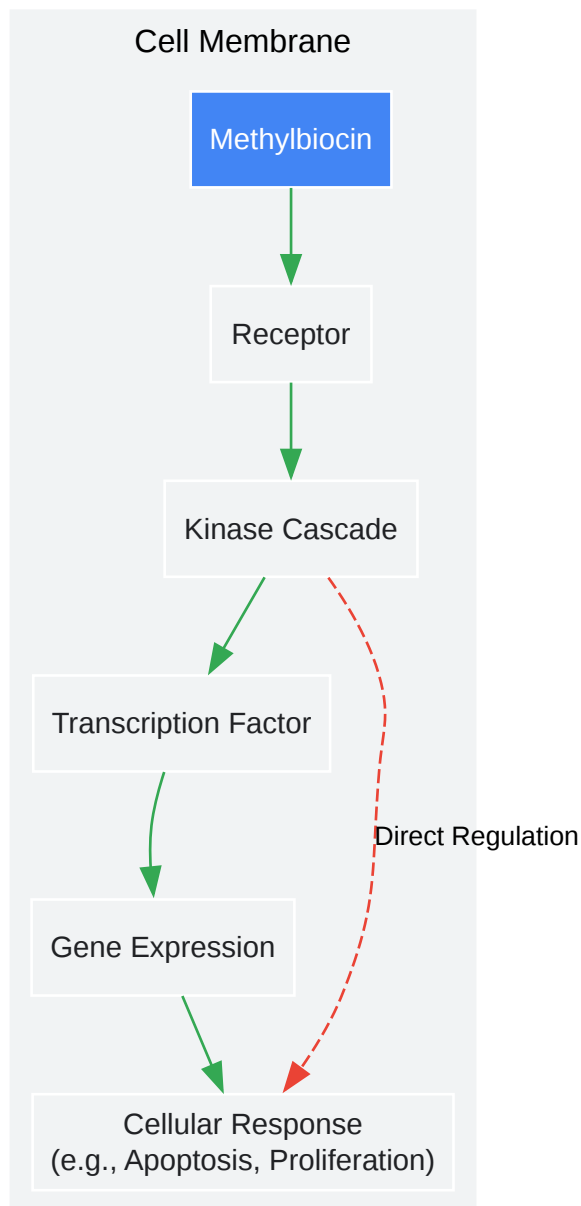 Cell Membrane
Methylbiocin
Receptor
Kinase Cascade
Transcription Factor
Direct Regulation
Gene Expression
Cellular Response
(e.g., Apoptosis, Proliferation)